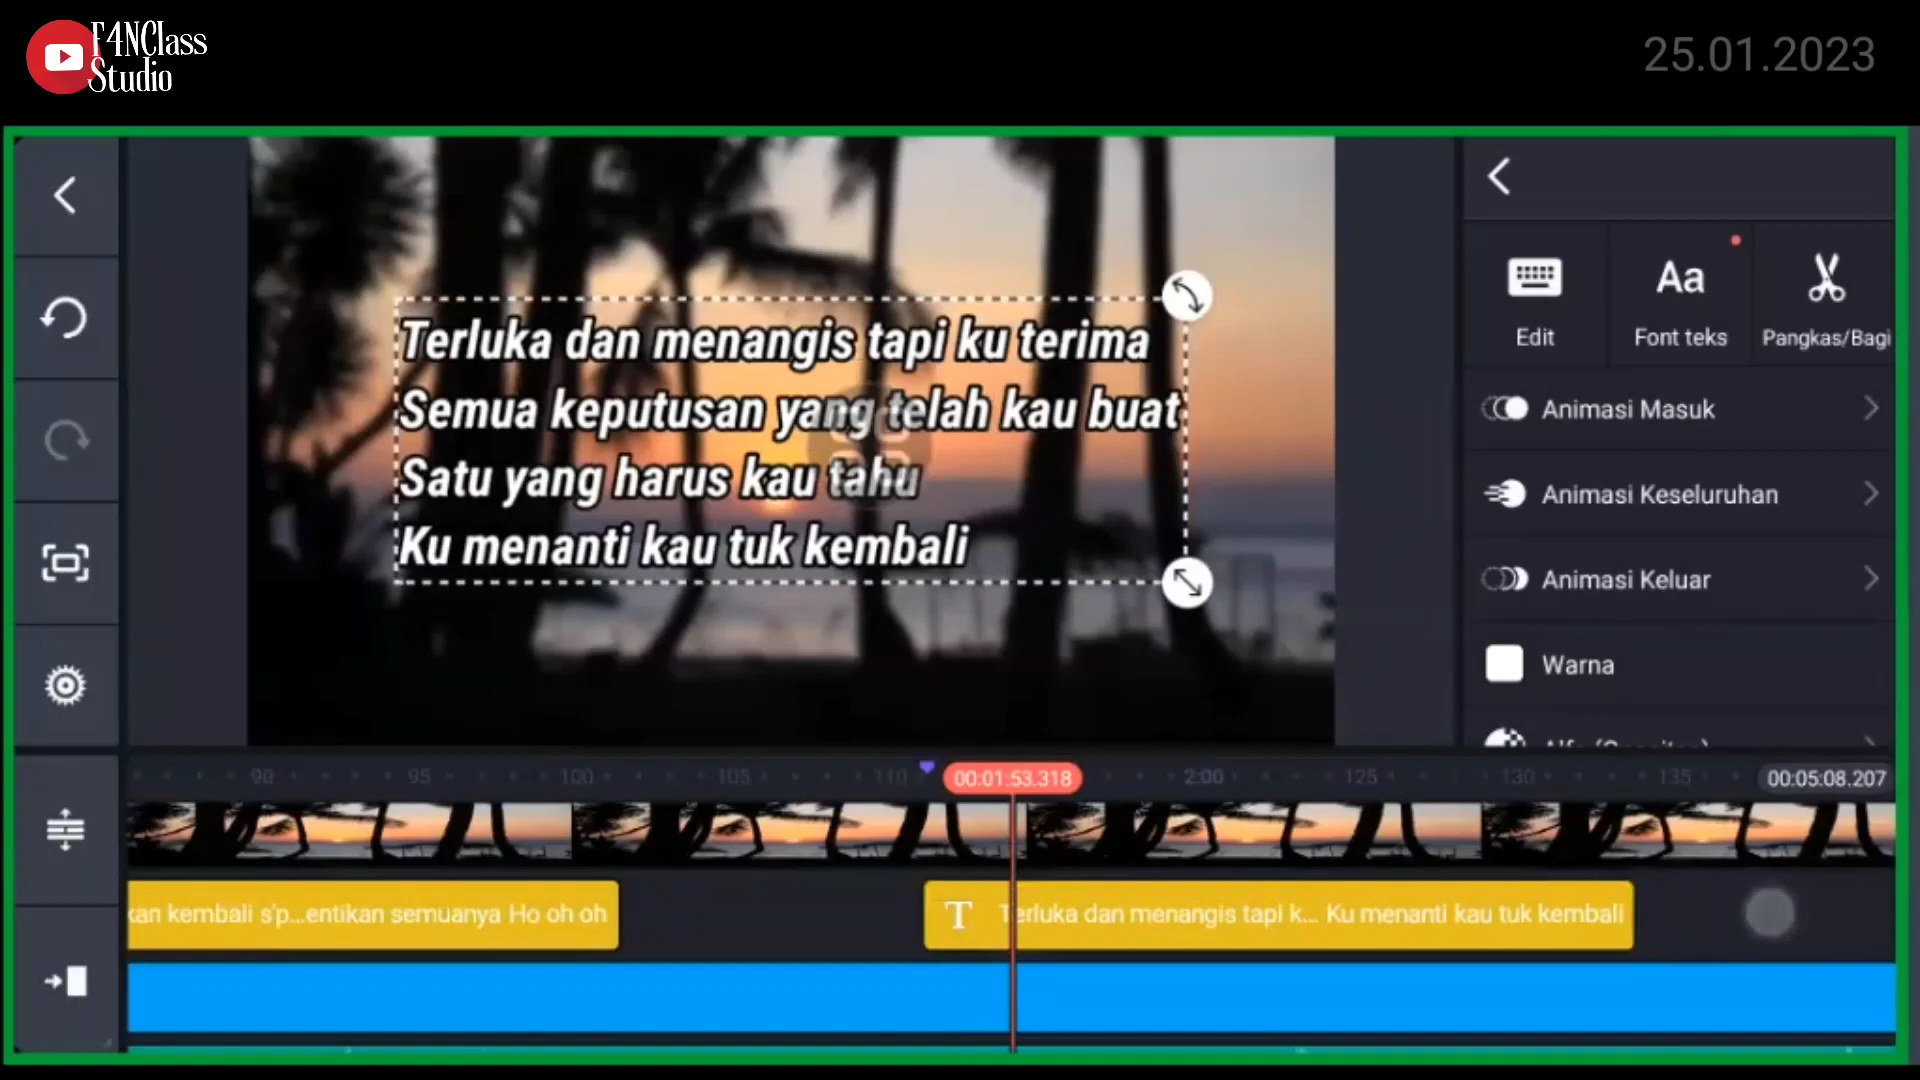 F4NClass
Studio
25.01.2023
Terluka dan menangis tapi ku terima
Semua keputusan yang telah kau buat
Satu yang harus kau tahu
Ku menanti kau tuk kembali
Edit
Font teks
Pangkas/Bagi
Animasi Masuk
Animasi Keseluruhan
Animasi Keluar
Warna
90 95 100 105 110 00:01:53.318 2:00 125 130 135 00:05:08.207
kan kembali s'p...entikan semuanya Ho oh oh
T Terluka dan menangis tapi k... Ku menanti kau tuk kembali